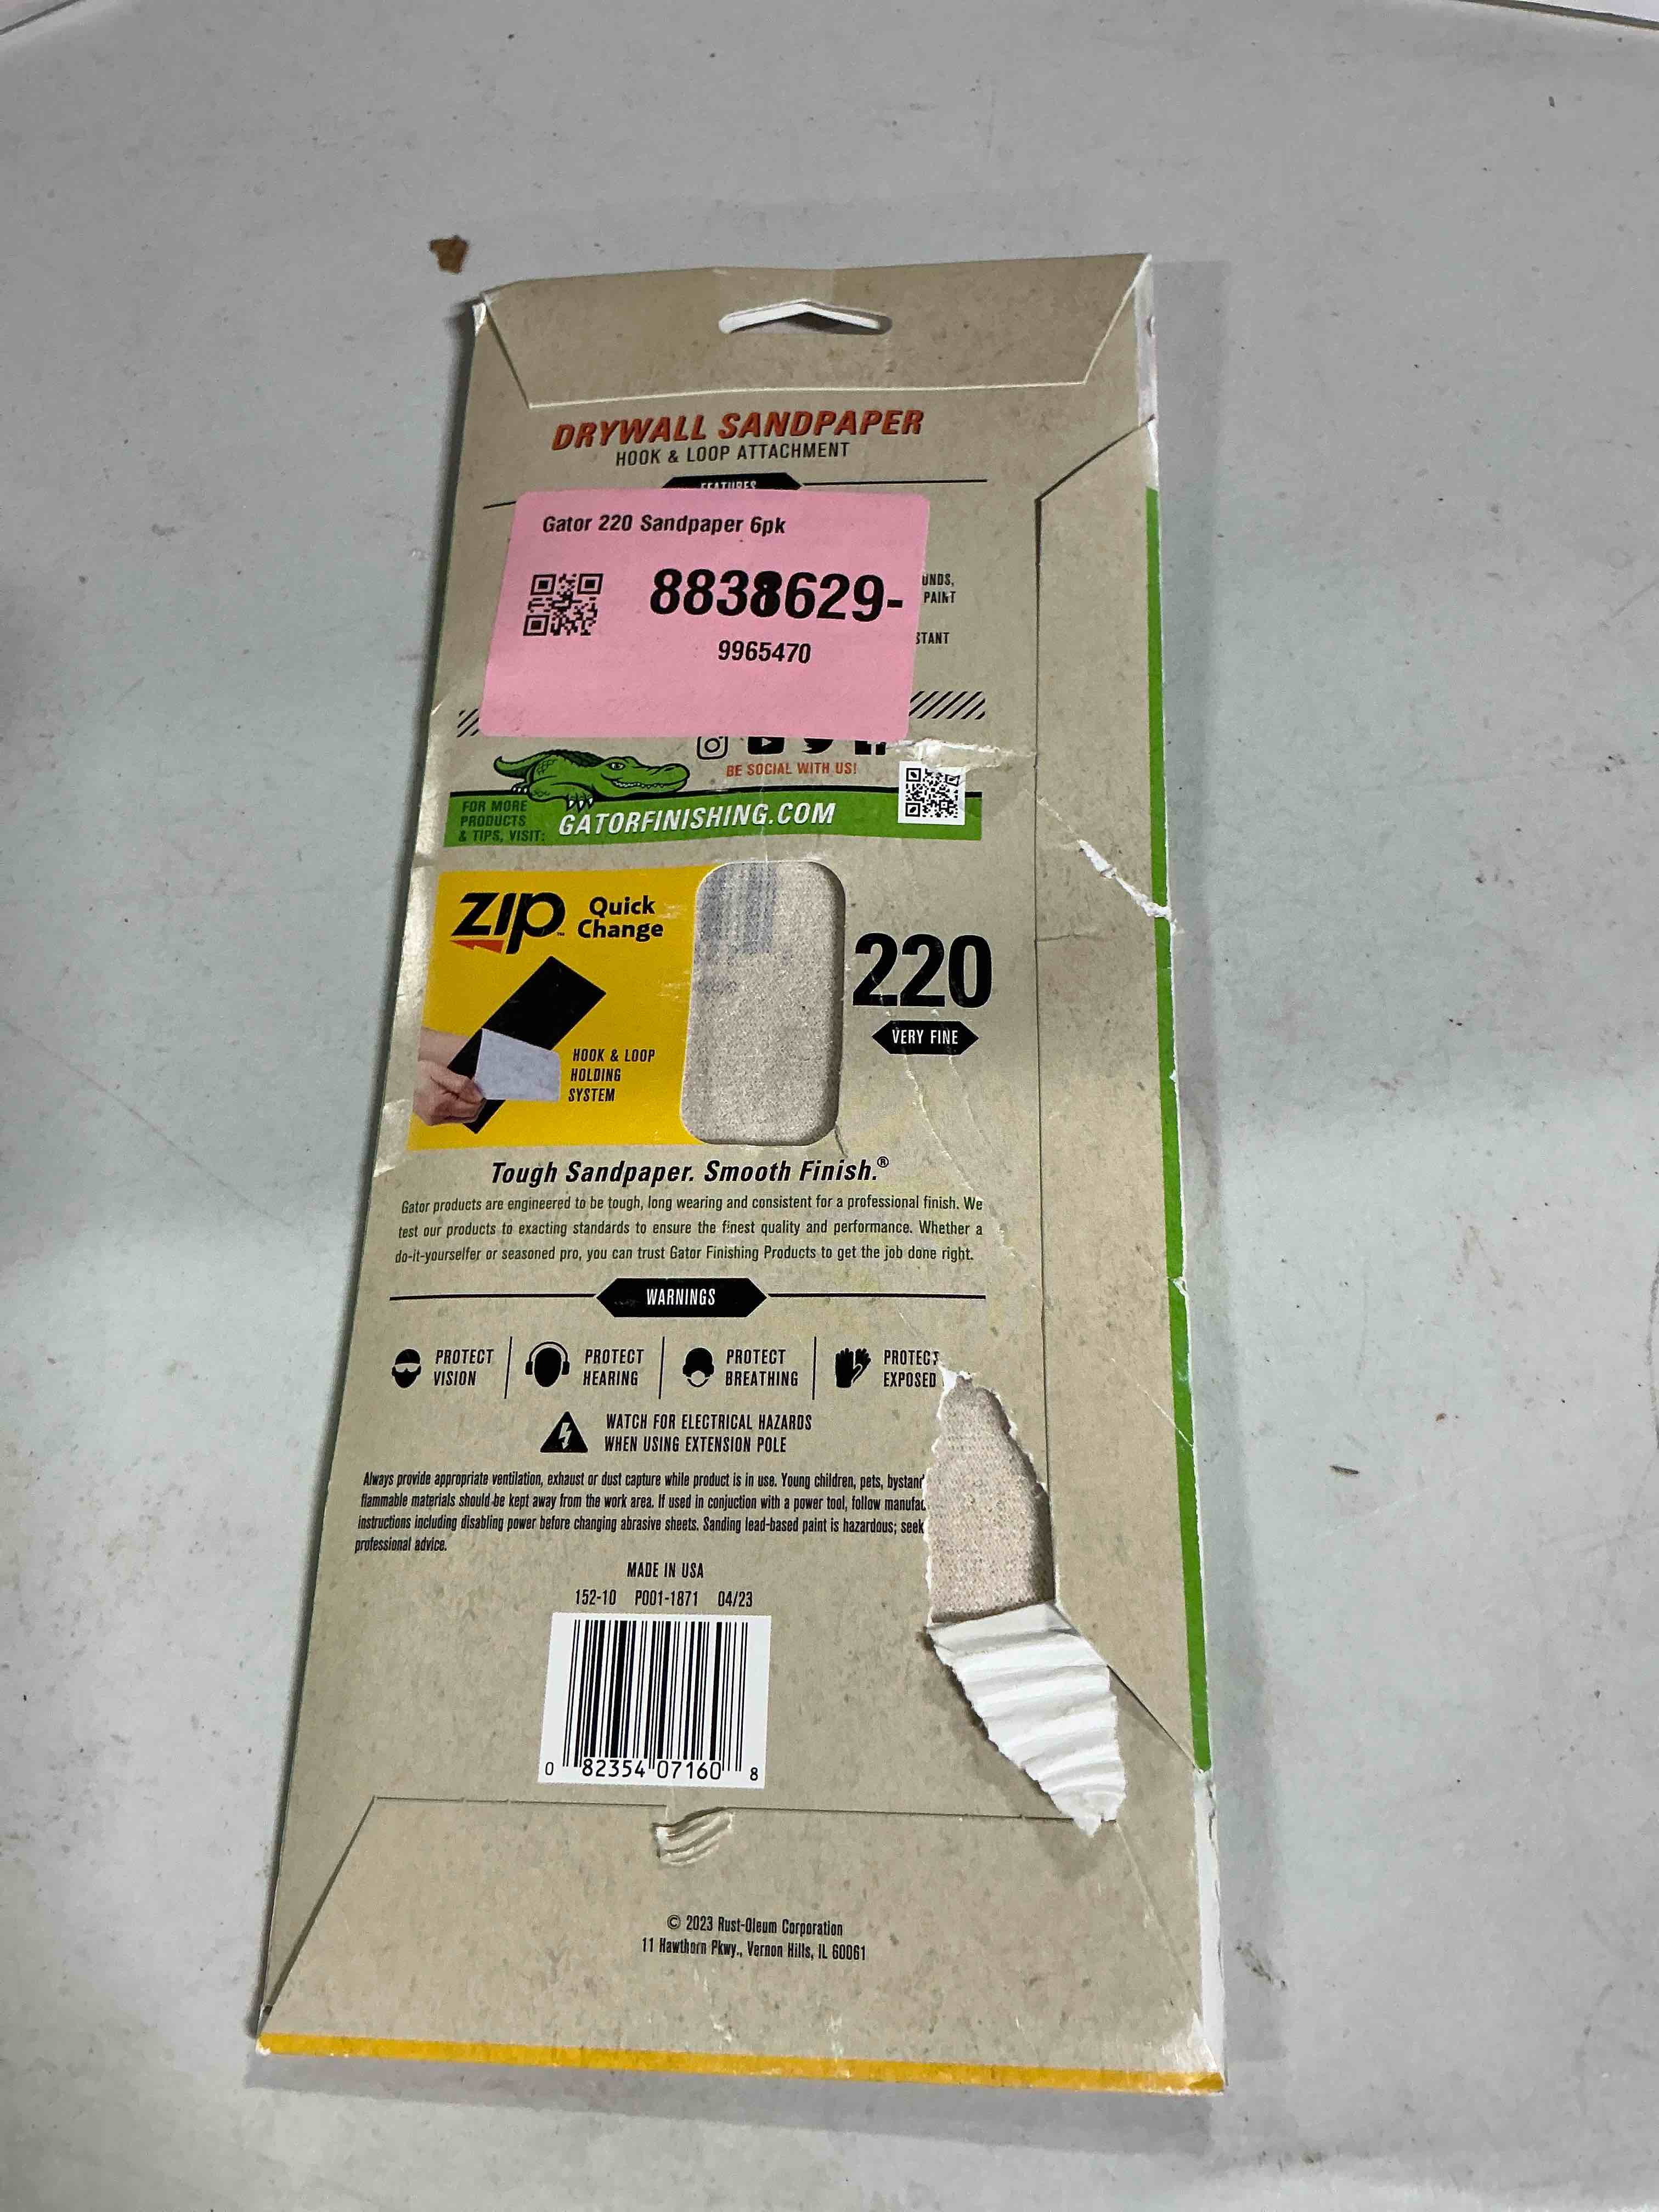 DRYWALL SANDPAPER
HOOK & LOOP ATTACHMENT
FEATURES
Gator 220 Sandpaper 6pk
8838629-
9965470
PAINT
BE SOCIAL WITH US!
FOR MORE
PRODUCTS
& TIPS, VISIT:
GATORFINISHING.COM
ZIP™ Quick
Change
HOOK & LOOP
HOLDING
SYSTEM
220
VERY FINE
Tough Sandpaper. Smooth Finish.®
Gator products are engineered to be tough, long wearing and consistent for a professional finish. We
test our products to exacting standards to ensure the finest quality and performance. Whether a
do-it-yourselfer or seasoned pro, you can trust Gator Finishing Products to get the job done right.
WARNINGS
PROTECT
VISION
PROTECT
HEARING
PROTECT
BREATHING
PROTECT
EXPOSED
WATCH FOR ELECTRICAL HAZARDS
WHEN USING EXTENSION POLE
Always provide appropriate ventilation, exhaust or dust capture while product is in use. Young children, pets,
flammable materials should be kept away from the work area. If used in conjuction with a power tool, follow
instructions including disabling power before changing abrasive sheets. Sanding lead-based paint is hazardous; seek
professional advice.
MADE IN USA
152-10 P001-1871 04/23
0 82354 07160 8
© 2023 Rust-Oleum Corporation
11 Hawthorn Pkwy., Vernon Hills, IL 60061